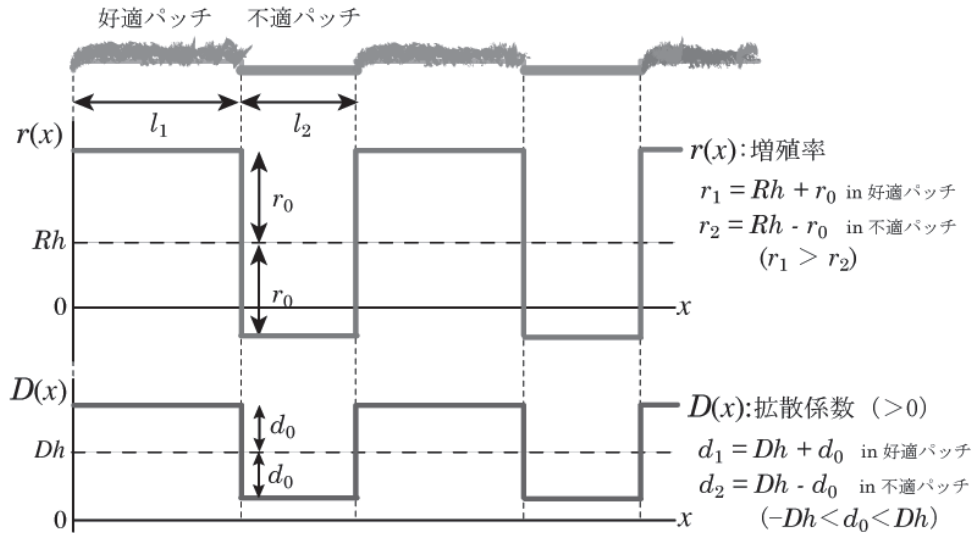 好適パッチ 不適パッチ
l₁ l₂
r(x)
r₀
Rh
r₀
0
x
r(x):増殖率
r₁ = Rh + r₀ in 好適パッチ
r₂ = Rh - r₀ in 不適パッチ
(r₁ > r₂)
D(x)
d₀
Dh
d₀
0
x
D(x):拡散係数 (>0)
d₁ = Dh + d₀ in 好適パッチ
d₂ = Dh - d₀ in 不適パッチ
(−Dh < d₀ < Dh)